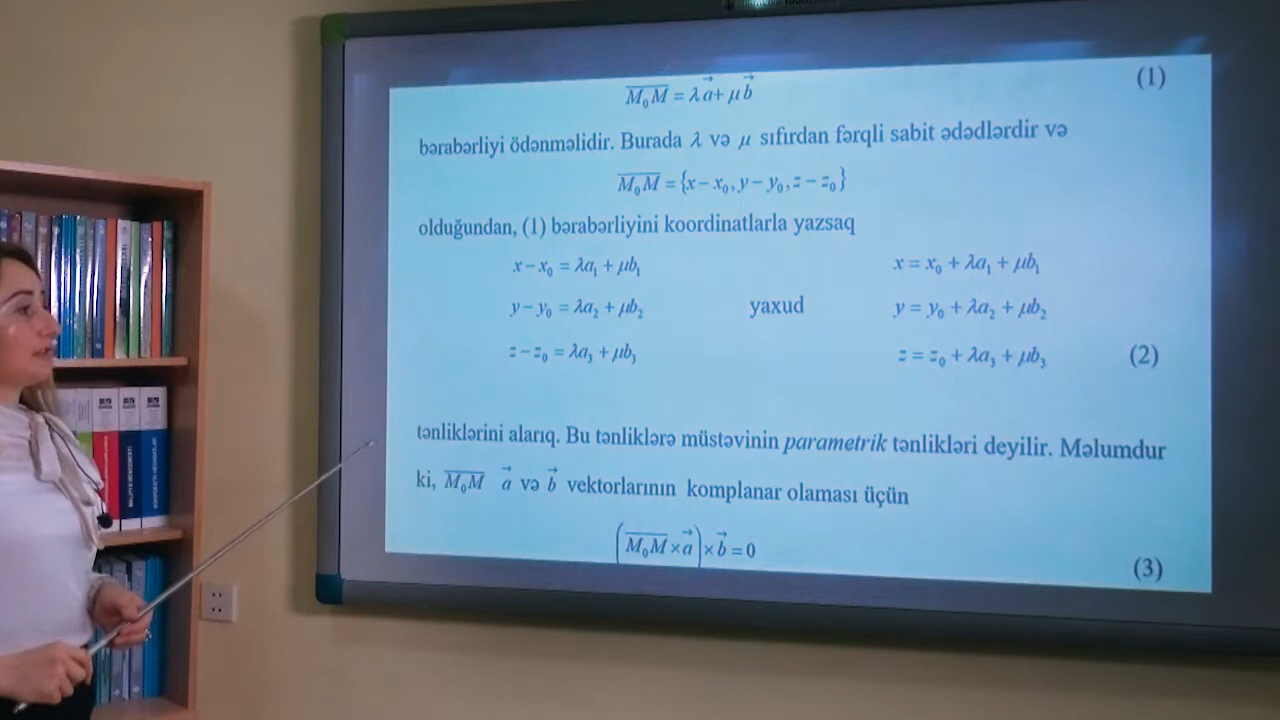 M₀M = λa⃗ + μb⃗ (1)
bərabərliyi ödənməlidir. Burada λ və μ sıfırdan fərqli sabit ədədlərdir və
M₀M = {x − x₀, y − y₀, z − z₀}
olduğundan, (1) bərabərliyini koordinatlarla yazsaq
x − x₀ = λa₁ + μb₁ x = x₀ + λa₁ + μb₁
y − y₀ = λa₂ + μb₂ yaxud y = y₀ + λa₂ + μb₂
z − z₀ = λa₃ + μb₃ z = z₀ + λa₃ + μb₃ (2)
tənliklərini alarıq. Bu tənliklərə müstəvinin parametrik tənlikləri deyilir. Məlumdur
ki, M₀M a⃗ və b⃗ vektorlarının komplanar olaması üçün
(M₀M × a⃗) × b⃗ = 0 (3)